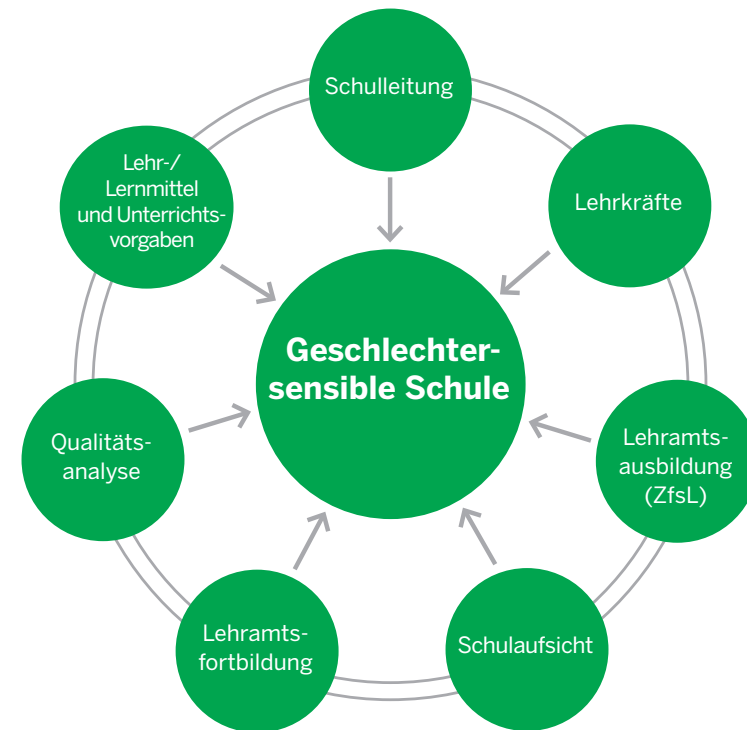 Schulleitung
Lehrkräfte
Lehramts-
ausbildung
(ZfsL)
Schulaufsicht
Lehramts-
fortbildung
Qualitäts-
analyse
Lehr-/
Lernmittel
und Unterrichts-
vorgaben
Geschlechter-
sensible Schule